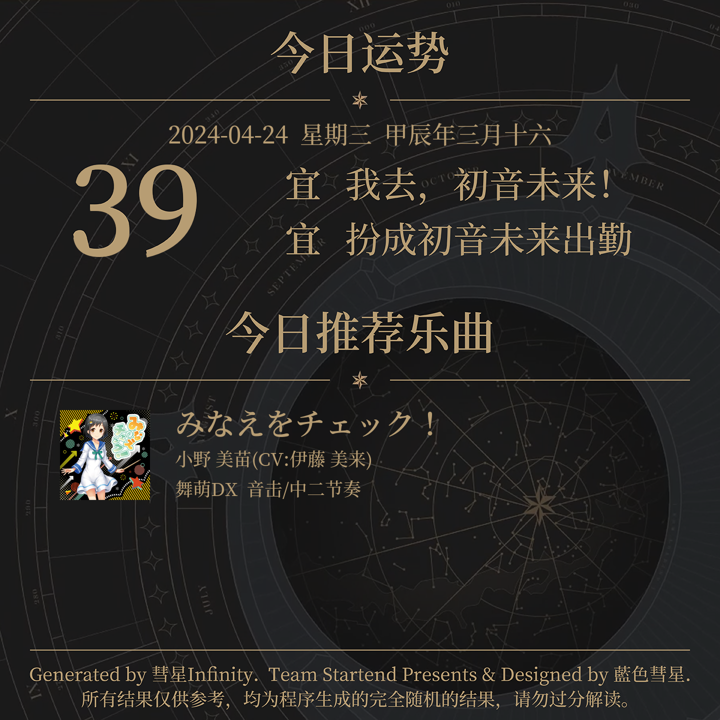 今日运势
2024-04-24 星期三 甲辰年三月十六
39
宜 我去，初音未来！
宜 扮成初音未来出勤
今日推荐乐曲
みなえをチェック！
小野 美苗(CV:伊藤 美来)
舞萌DX 音击/中二节奏
Generated by 彗星Infinity. Team Startend Presents & Designed by 藍色彗星.
所有结果仅供参考，均为程序生成的完全随机的结果，请勿过分解读。